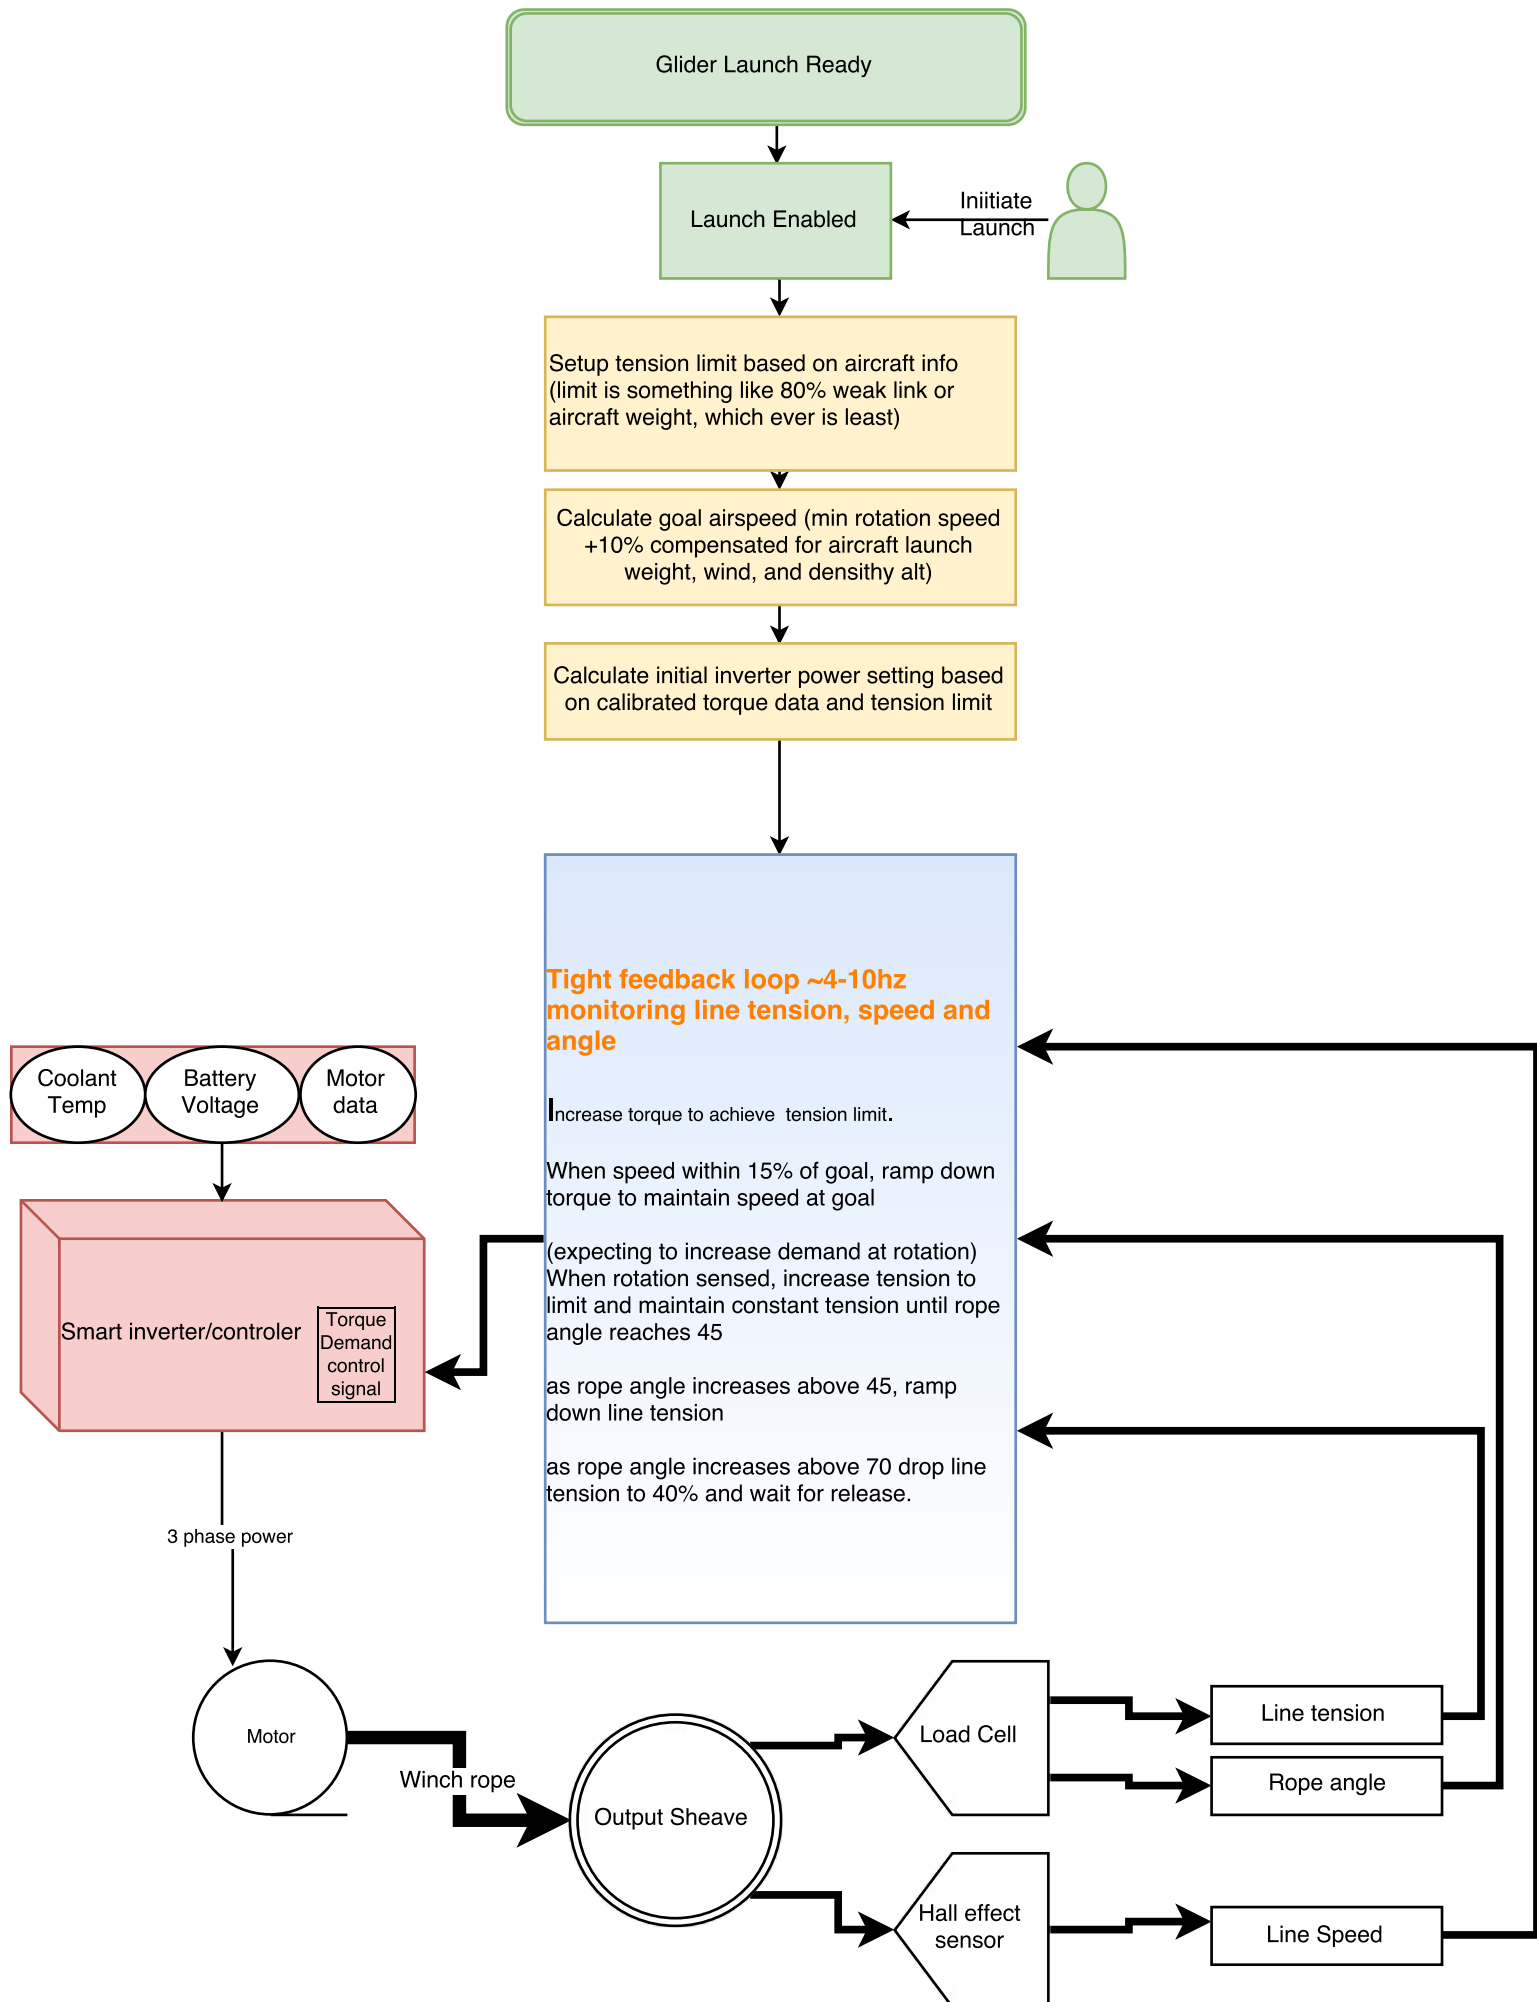 Glider Launch Ready
Launch Enabled
Iniitiate
Launch
Setup tension limit based on aircraft info
(limit is something like 80% weak link or
aircraft weight, which ever is least)
Calculate goal airspeed (min rotation speed
+10% compensated for aircraft launch
weight, wind, and densithy alt)
Calculate initial inverter power setting based
on calibrated torque data and tension limit
Tight feedback loop ~4-10hz
monitoring line tension, speed and
angle
Increase torque to achieve  tension limit.
When speed within 15% of goal, ramp down
torque to maintain speed at goal
(expecting to increase demand at rotation)
When rotation sensed, increase tension to
limit and maintain constant tension until rope
angle reaches 45
as rope angle increases above 45, ramp
down line tension
as rope angle increases above 70 drop line
tension to 40% and wait for release.
Coolant
Temp
Battery
Voltage
Motor
data
Smart inverter/controler
Torque
Demand
control
signal
3 phase power
Motor
Winch rope
Output Sheave
Load Cell
Line tension
Rope angle
Hall effect
sensor
Line Speed